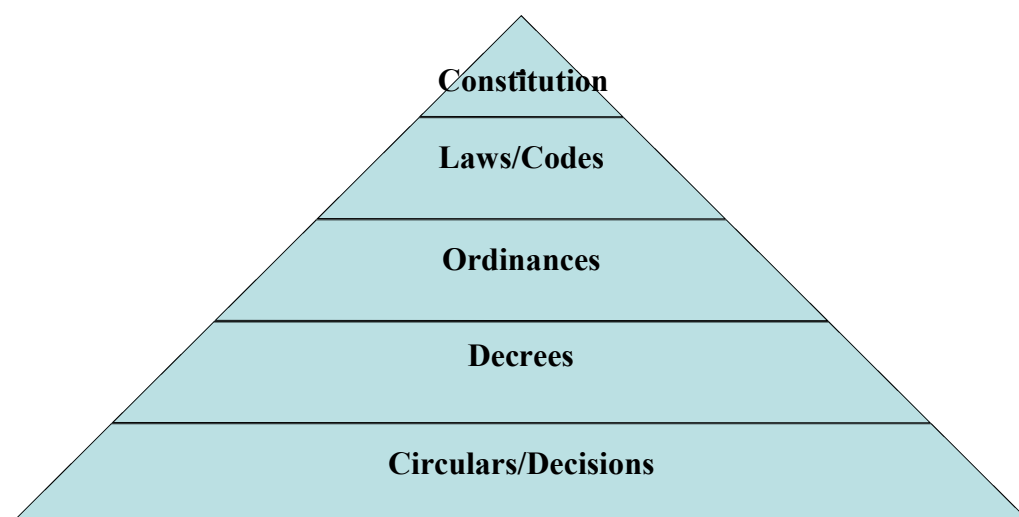 Constitution
Laws/Codes
Ordinances
Decrees
Circulars/Decisions